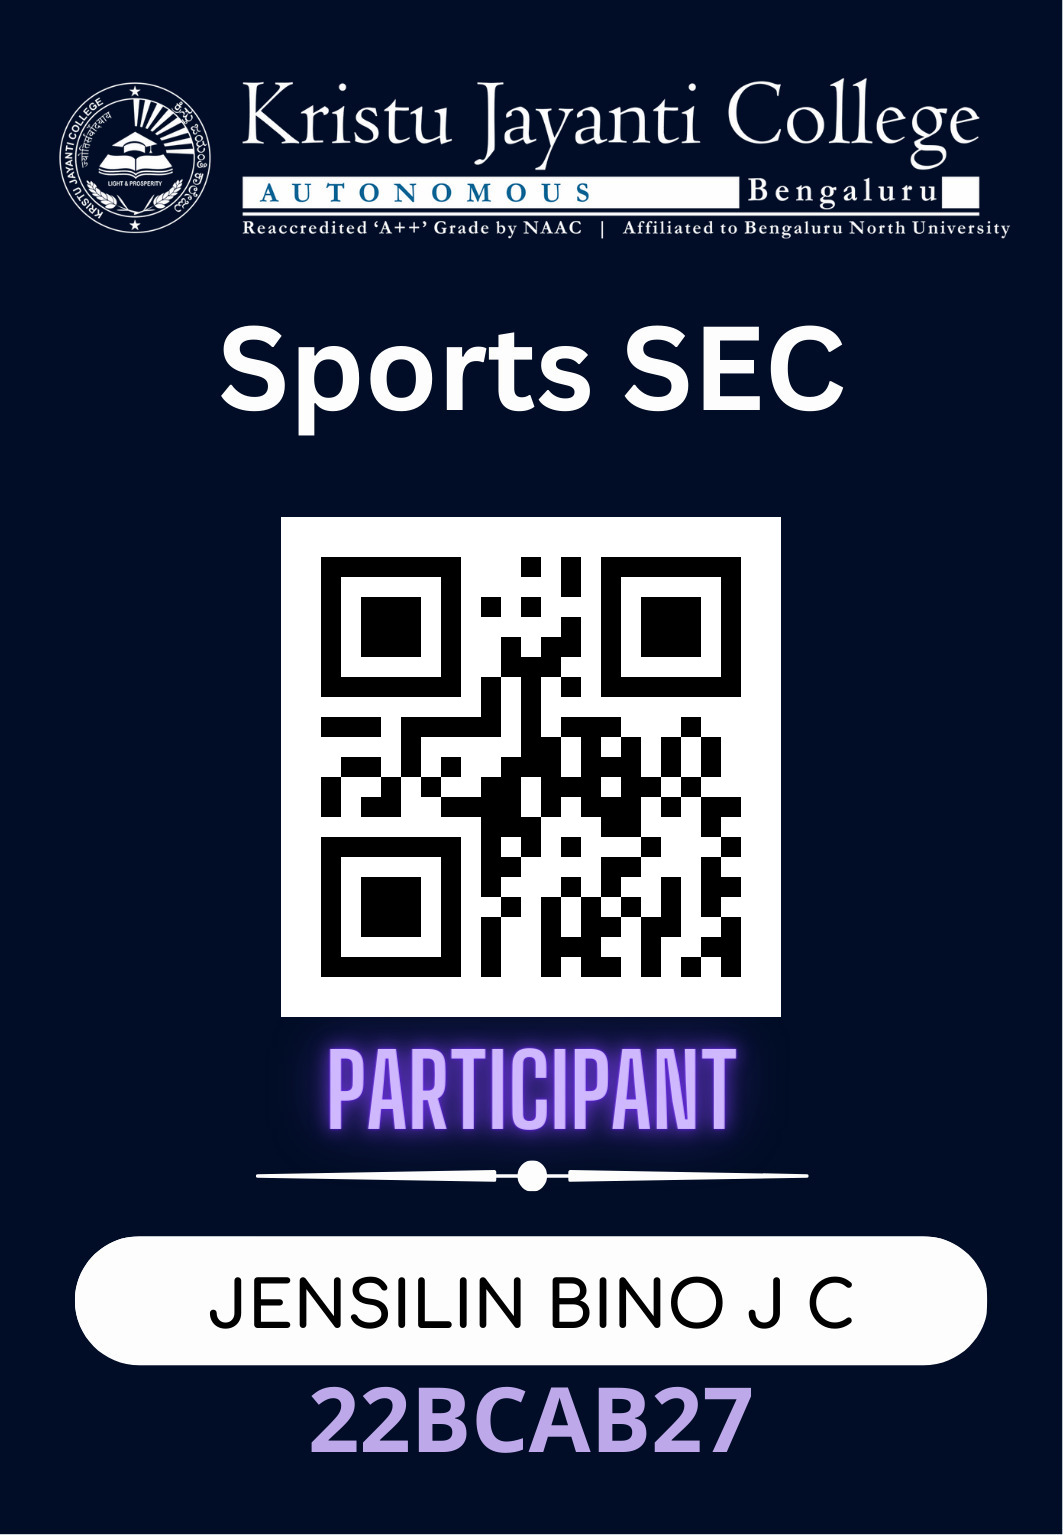 KRISTU JAYANTI COLLEGE
ಕ್ರಿಸ್ತು ಜಯಂತಿ ಕಾಲೇಜು
LIGHT & PROSPERITY
Kristu Jayanti College
AUTONOMOUS Bengaluru
Reaccredited ‘A++’ Grade by NAAC | Affiliated to Bengaluru North University
Sports SEC
PARTICIPANT
JENSILIN BINO J C
22BCAB27